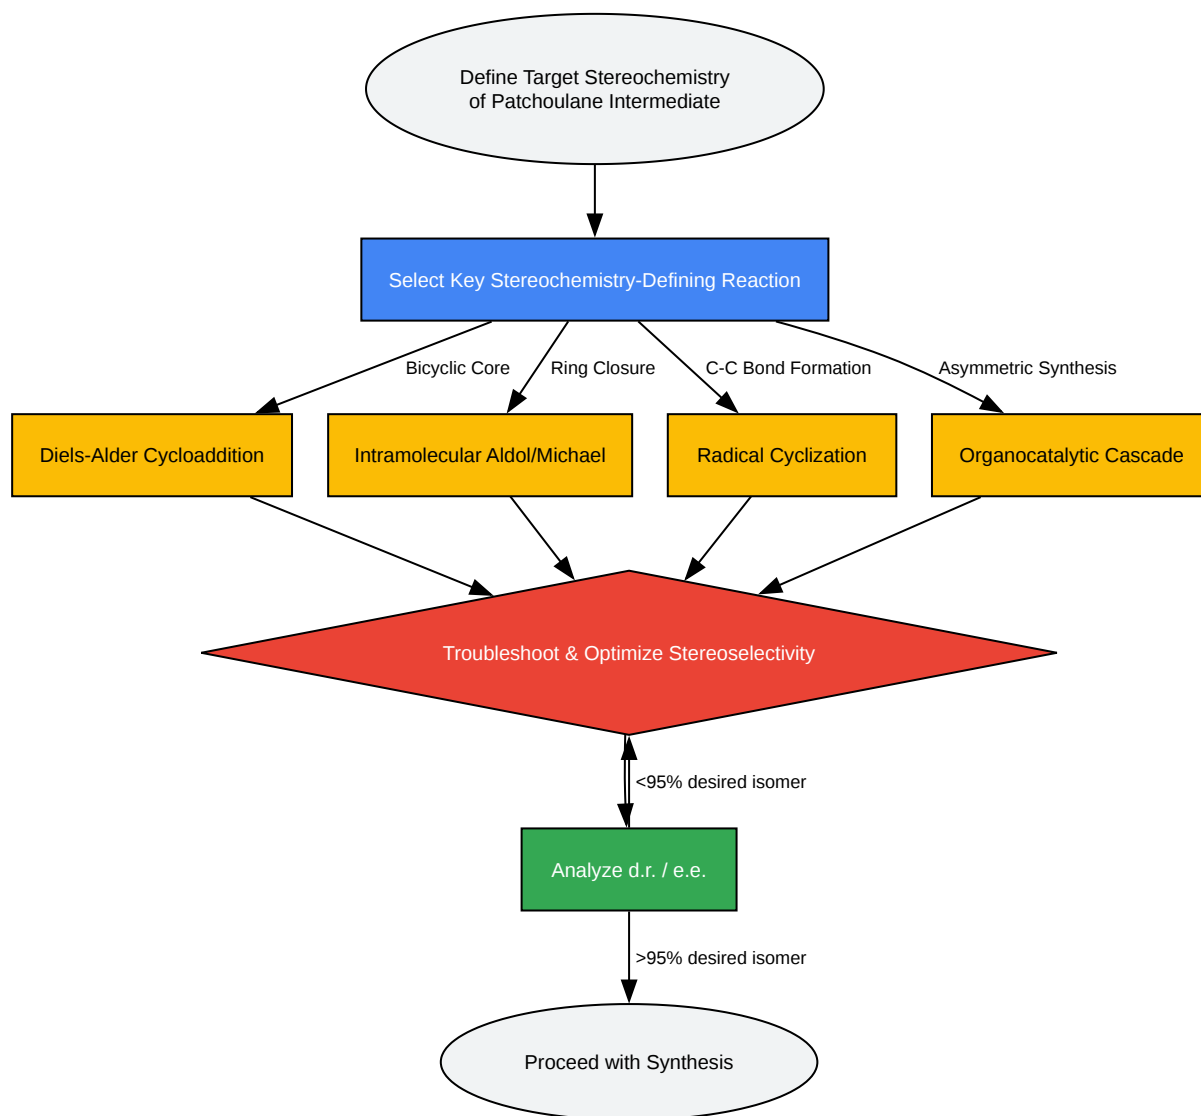 Define Target Stereochemistry
of Patchoulane Intermediate
Select Key Stereochemistry-Defining Reaction
Bicyclic Core
Ring Closure
C-C Bond Formation
Asymmetric Synthesis
Diels-Alder Cycloaddition
Intramolecular Aldol/Michael
Radical Cyclization
Organocatalytic Cascade
Troubleshoot & Optimize Stereoselectivity
<95% desired isomer
Analyze d.r. / e.e.
>95% desired isomer
Proceed with Synthesis